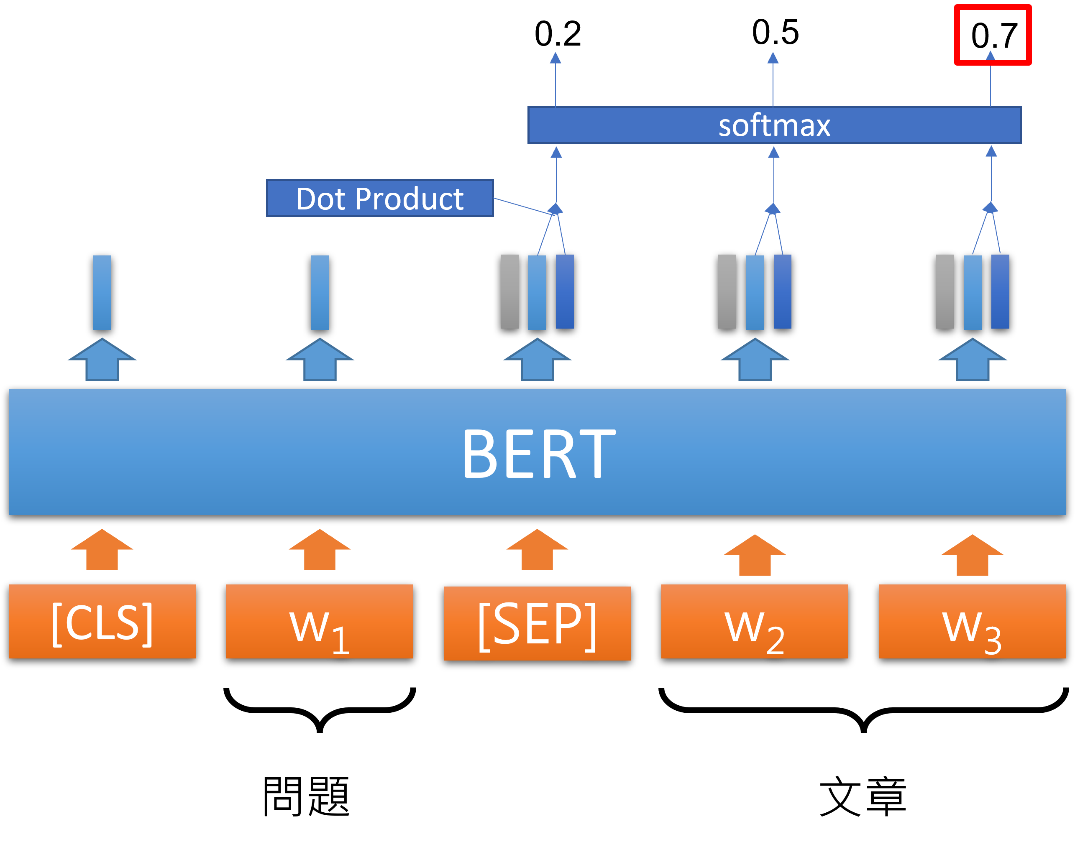 0.2 0.5 0.7
softmax
Dot Product
BERT
[CLS] w1 [SEP] w2 w3
問題 文章